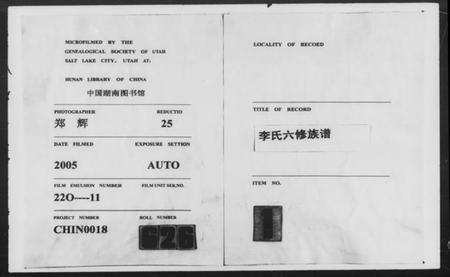 MICROFILMED BY THE
GENEALOGICAL SOCIETY OF UTAH
SALT LAKE CITY, UTAH AT:
HUNAN LIBRARY OF CHINA
中国湖南图书馆
PHOTOGRAPHER REDUCTIO
郑 辉 25
DATE FILMED EXPOSURE SETTION
2005 AUTO
FILM EMULSION NUMBER FILM UNIT SER.NO.
22O----11
PROJECT NUMBER ROLL NUMBER
CHIN0018 626
LOCALITY OF RECOED
TITLE OF RECORD
李氏六修族谱
ITEM NO.